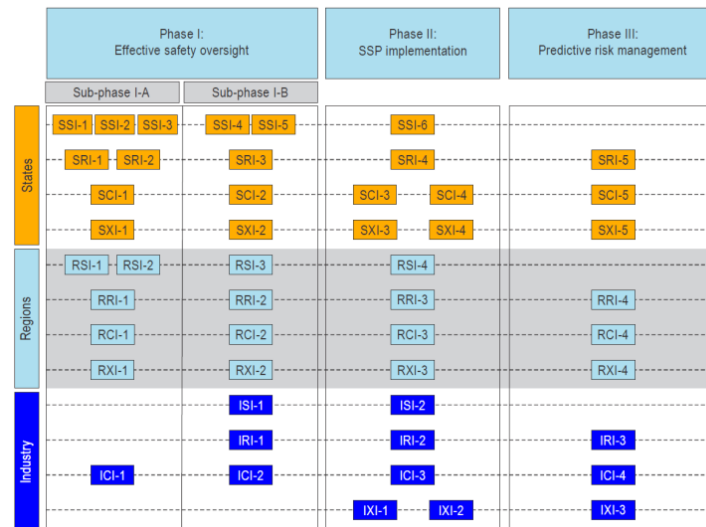 Phase I:
Effective safety oversight
Phase II:
SSP implementation
Phase III:
Predictive risk management
Sub-phase I-A
Sub-phase I-B
States
SSI-1 SSI-2 SSI-3 SSI-4 SSI-5 SSI-6
SRI-1 SRI-2 SRI-3 SRI-4 SRI-5
SCI-1 SCI-2 SCI-3 SCI-4 SCI-5
SXI-1 SXI-2 SXI-3 SXI-4 SXI-5
Regions
RSI-1 RSI-2 RSI-3 RSI-4
RRI-1 RRI-2 RRI-3 RRI-4
RCI-1 RCI-2 RCI-3 RCI-4
RXI-1 RXI-2 RXI-3 RXI-4
Industry
ISI-1 ISI-2
IRI-1 IRI-2 IRI-3
ICI-1 ICI-2 ICI-3 ICI-4
IXI-1 IXI-2 IXI-3